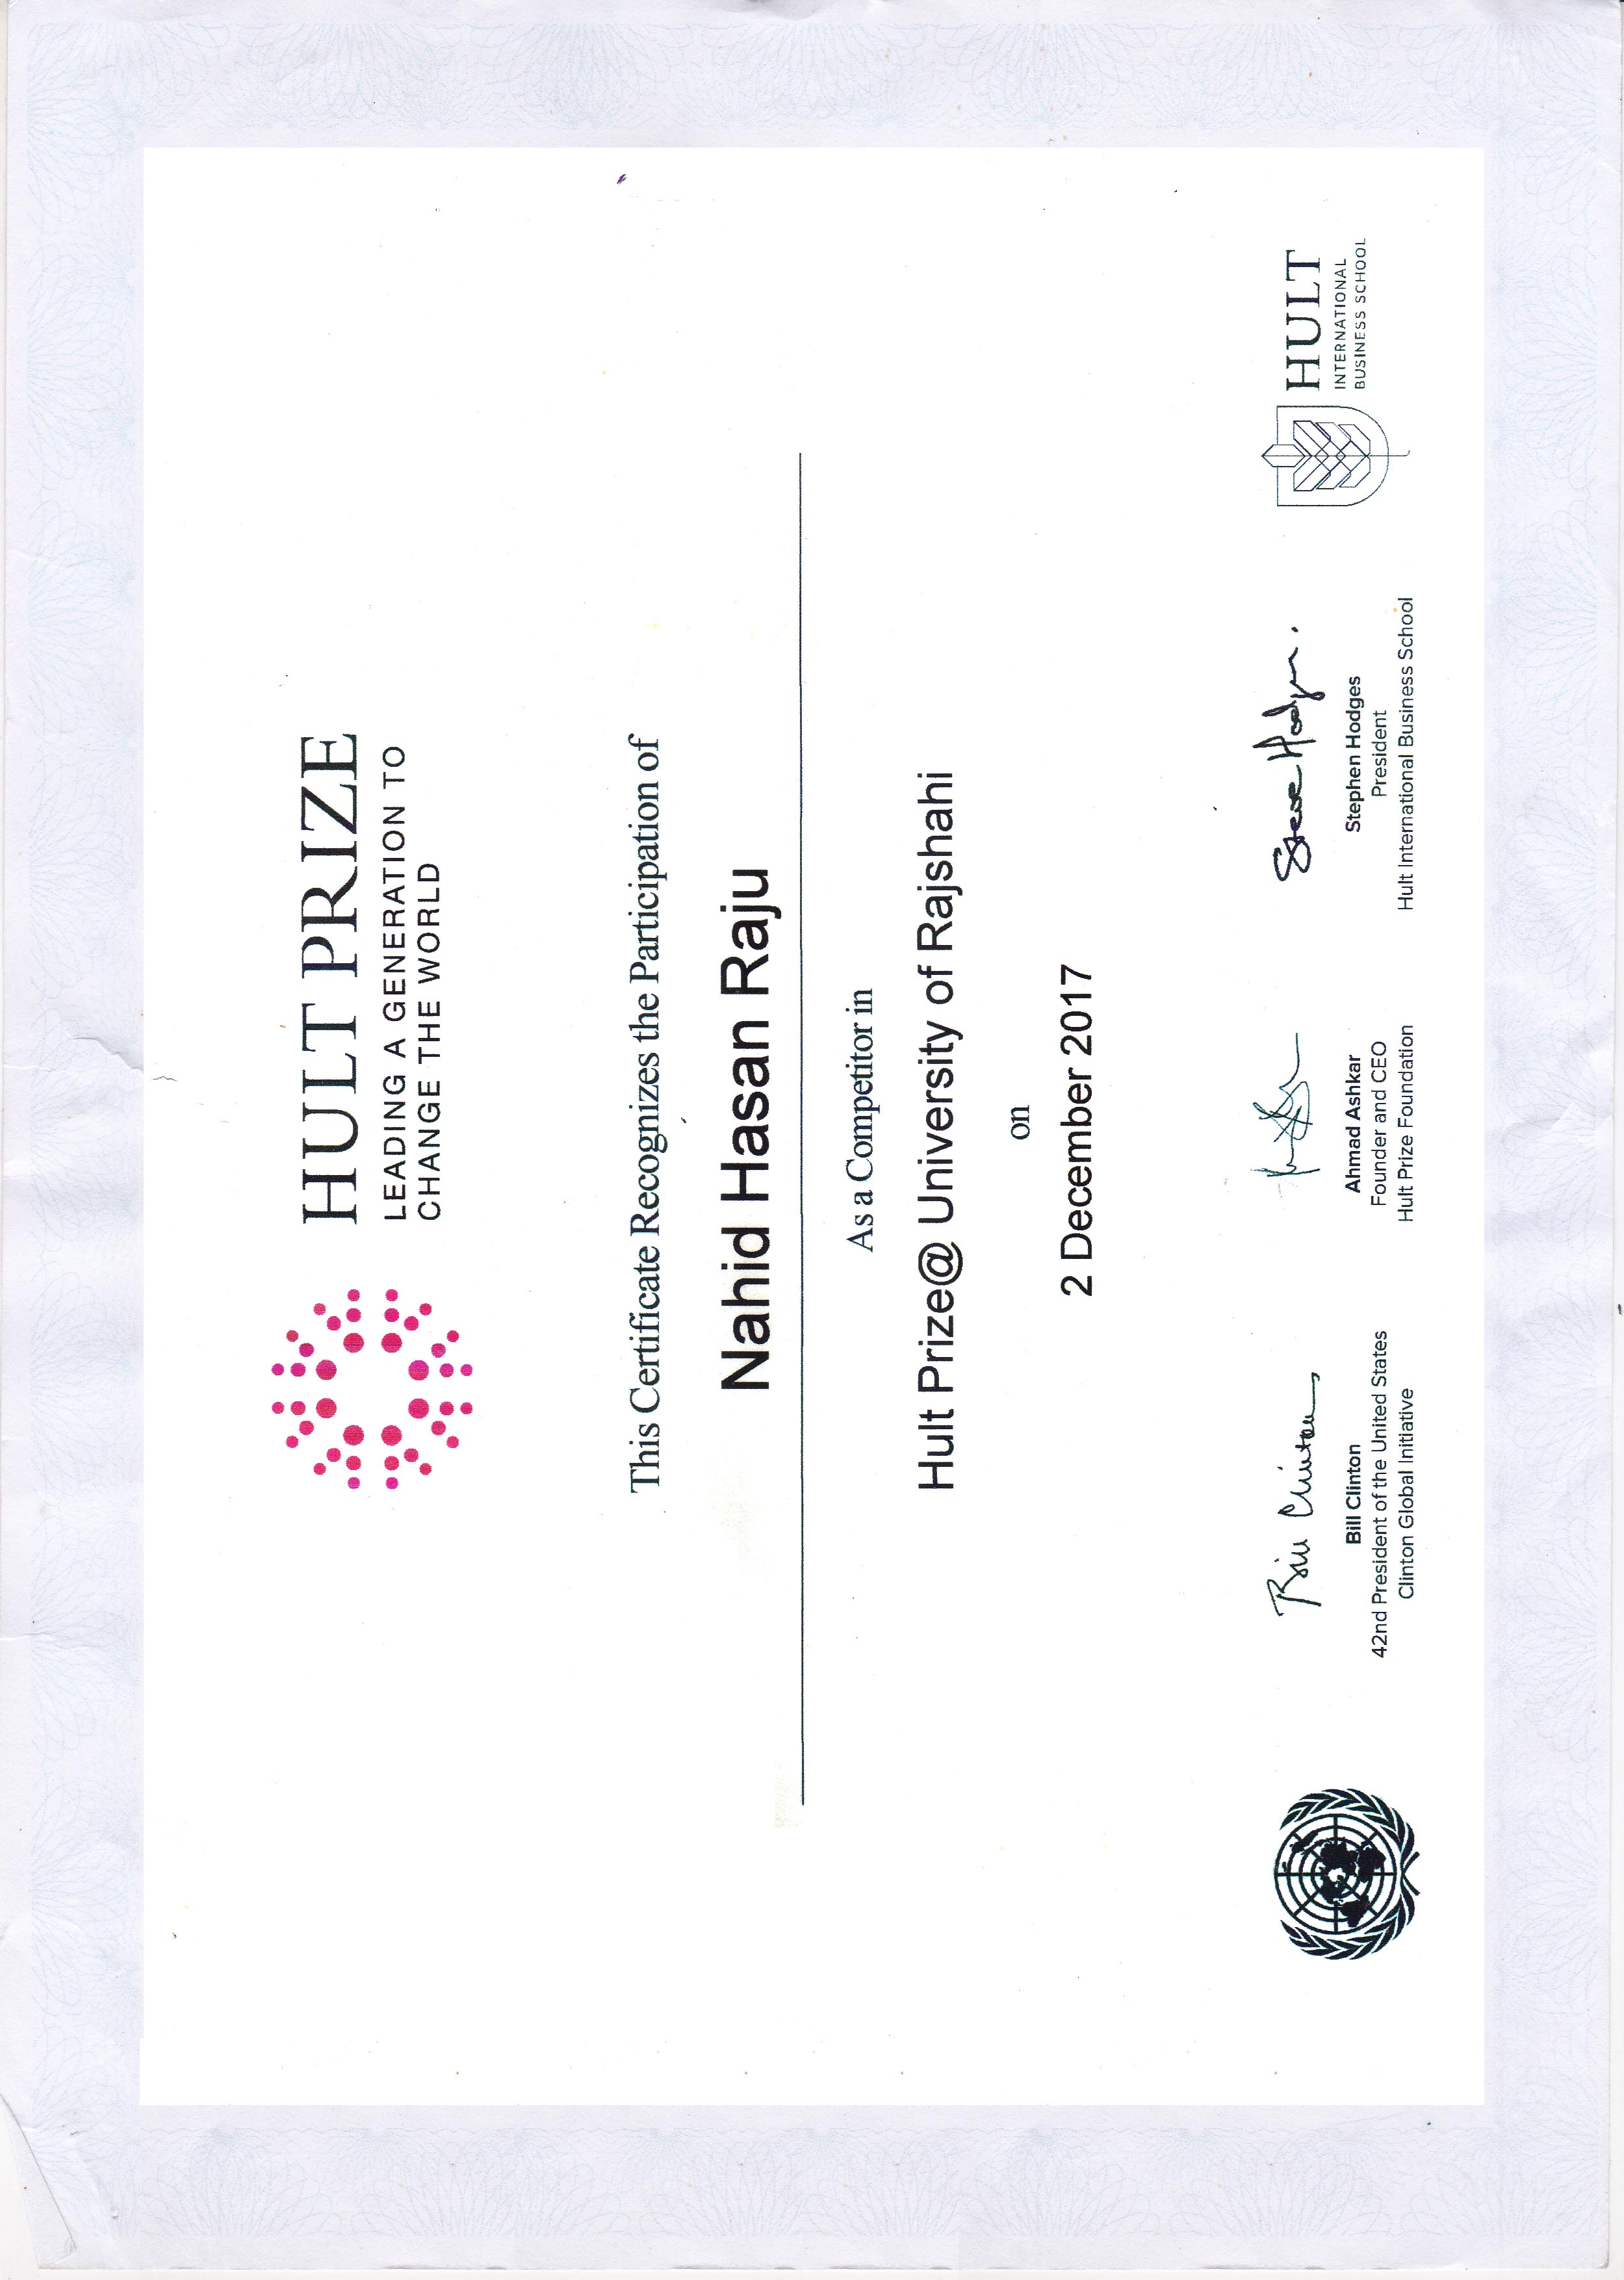 HULT PRIZE
LEADING A GENERATION TO
CHANGE THE WORLD
This Certificate Recognizes the Participation of
Nahid Hasan Raju
As a Competitor in
Hult Prize@ University of Rajshahi
on
2 December 2017
Bill Clinton
Bill Clinton
42nd President of the United States
Clinton Global Initiative
Ahmad Ashkar
Founder and CEO
Hult Prize Foundation
Steve Hodges.
Stephen Hodges
President
Hult International Business School
HULT
INTERNATIONAL
BUSINESS SCHOOL